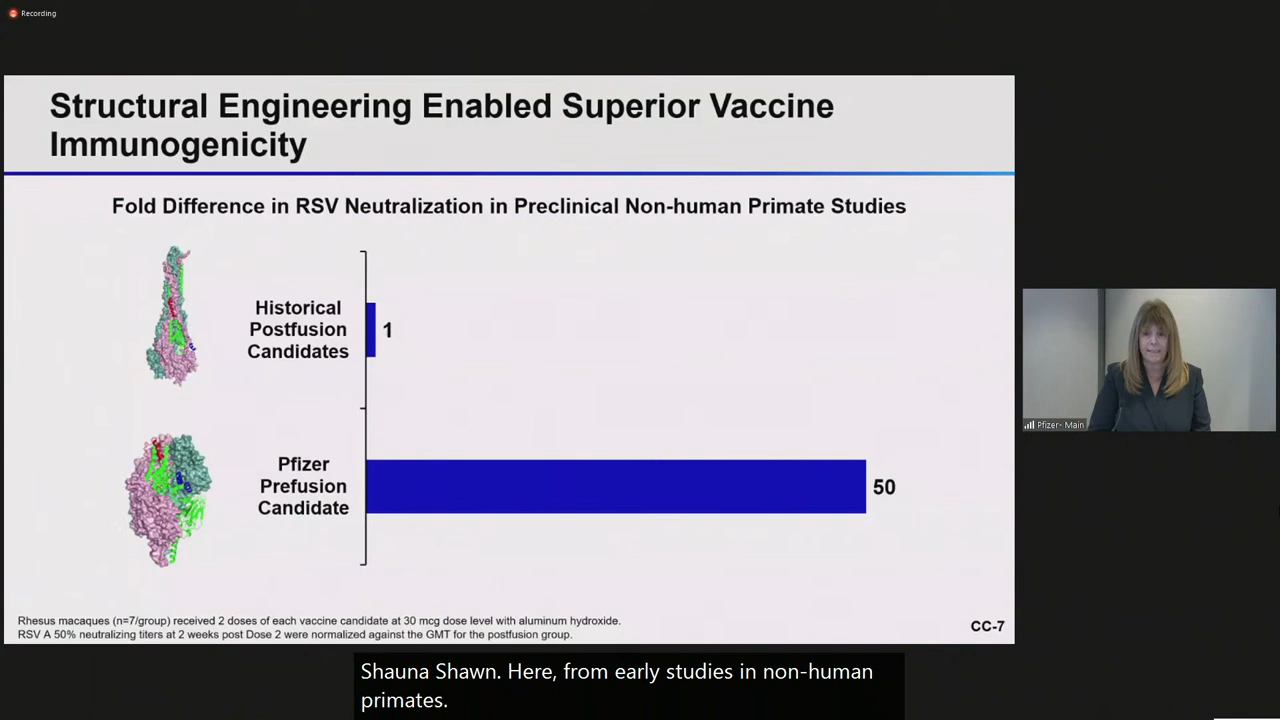 Recording
Structural Engineering Enabled Superior Vaccine
Immunogenicity
Fold Difference in RSV Neutralization in Preclinical Non-human Primate Studies
Historical
Postfusion
Candidates
1
Pfizer
Prefusion
Candidate
50
Rhesus macaques (n=7/group) received 2 doses of each vaccine candidate at 30 mcg dose level with aluminum hydroxide.
RSV A 50% neutralizing titers at 2 weeks post Dose 2 were normalized against the GMT for the postfusion group.
CC-7
Pfizer- Main
Shauna Shawn. Here, from early studies in non-human
primates.